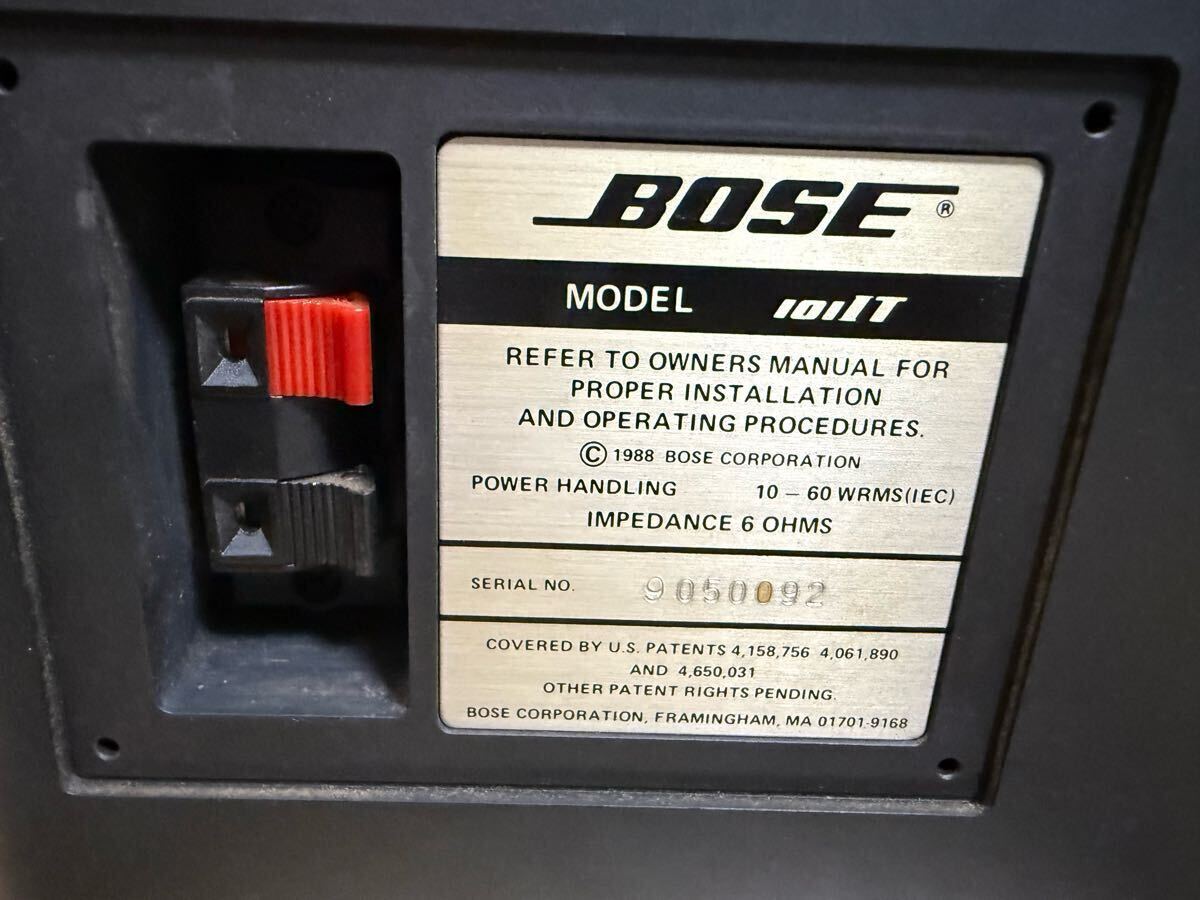 BOSE®
MODEL 101IT
REFER TO OWNERS MANUAL FOR
PROPER INSTALLATION
AND OPERATING PROCEDURES.
© 1988 BOSE CORPORATION
POWER HANDLING 10 – 60 WRMS(IEC)
IMPEDANCE 6 OHMS
SERIAL NO. 9050092
COVERED BY U.S. PATENTS 4,158,756 4,061,890
AND 4,650,031
OTHER PATENT RIGHTS PENDING.
BOSE CORPORATION, FRAMINGHAM, MA 01701-9168